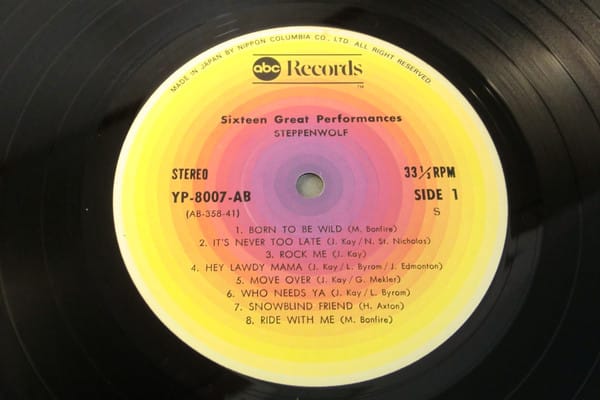 MADE IN JAPAN BY NIPPON COLUMBIA CO., LTD. ALL RIGHT RESERVED
abc Records
TM
Sixteen Great Performances
STEPPENWOLF
STEREO
33 1/3 RPM
YP-8007-AB
SIDE 1
(AB-358-41)
S
1. BORN TO BE WILD (M. Bonfire)
2. IT'S NEVER TOO LATE (J. Kay / N. St. Nicholas)
3. ROCK ME (J. Kay)
4. HEY LAWDY MAMA (J. Kay / L. Byrom / J. Edmonton)
5. MOVE OVER (J. Kay / G. Mekler)
6. WHO NEEDS YA (J. Kay / L. Byrom)
7. SNOWBLIND FRIEND (H. Axton)
8. RIDE WITH ME (M. Bonfire)